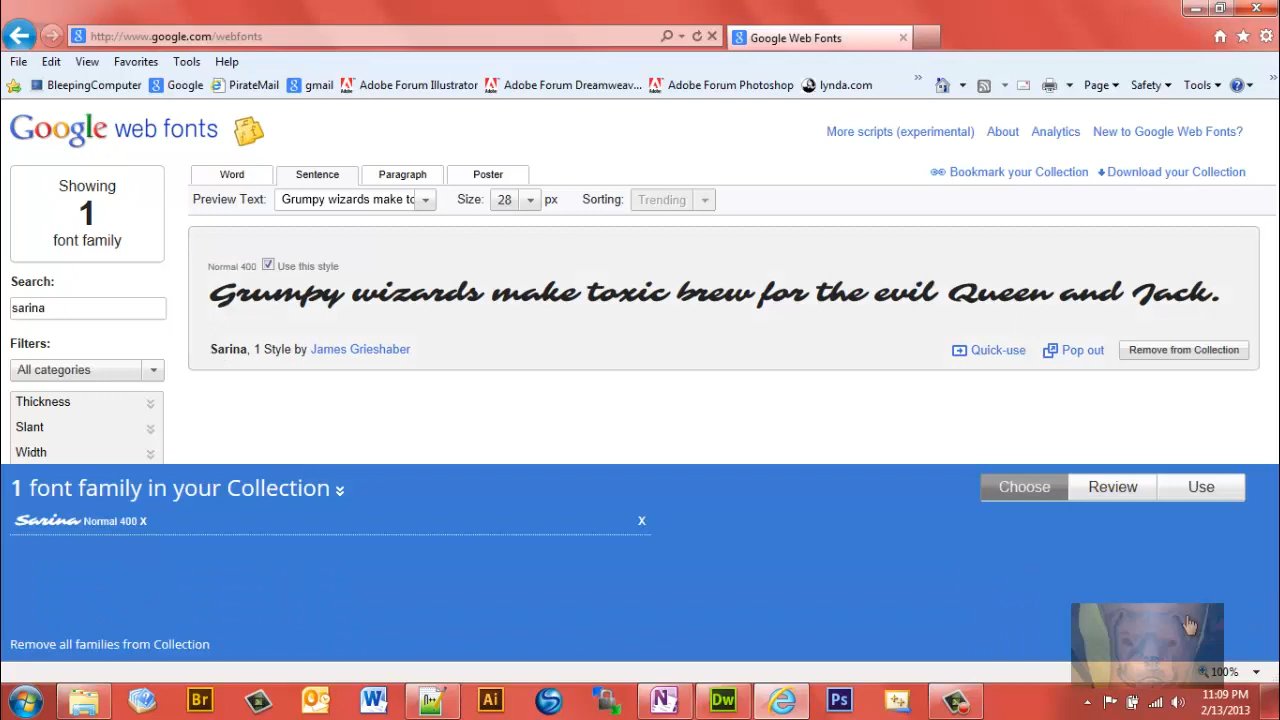 http://www.google.com/webfonts
Google Web Fonts
File Edit View Favorites Tools Help
BleepingComputer Google PirateMail gmail Adobe Forum Illustrator Adobe Forum Dreamweav... Adobe Forum Photoshop lynda.com » Page Safety Tools »
Google web fonts
More scripts (experimental) About Analytics New to Google Web Fonts?
Showing
1
font family
Word Sentence Paragraph Poster
Bookmark your Collection Download your Collection
Preview Text: Grumpy wizards make to Size: 28 px Sorting: Trending
Normal 400 Use this style
Grumpy wizards make toxic brew for the evil Queen and Jack.
Sarina, 1 Style by James Grieshaber
Quick-use Pop out Remove from Collection
Search:
sarina
Filters:
All categories
Thickness
Slant
Width
1 font family in your Collection
Choose Review Use
Sarina Normal 400 X X
Remove all families from Collection
100%
Br W N++ Ai N Dw Ps
11:09 PM
2/13/2013